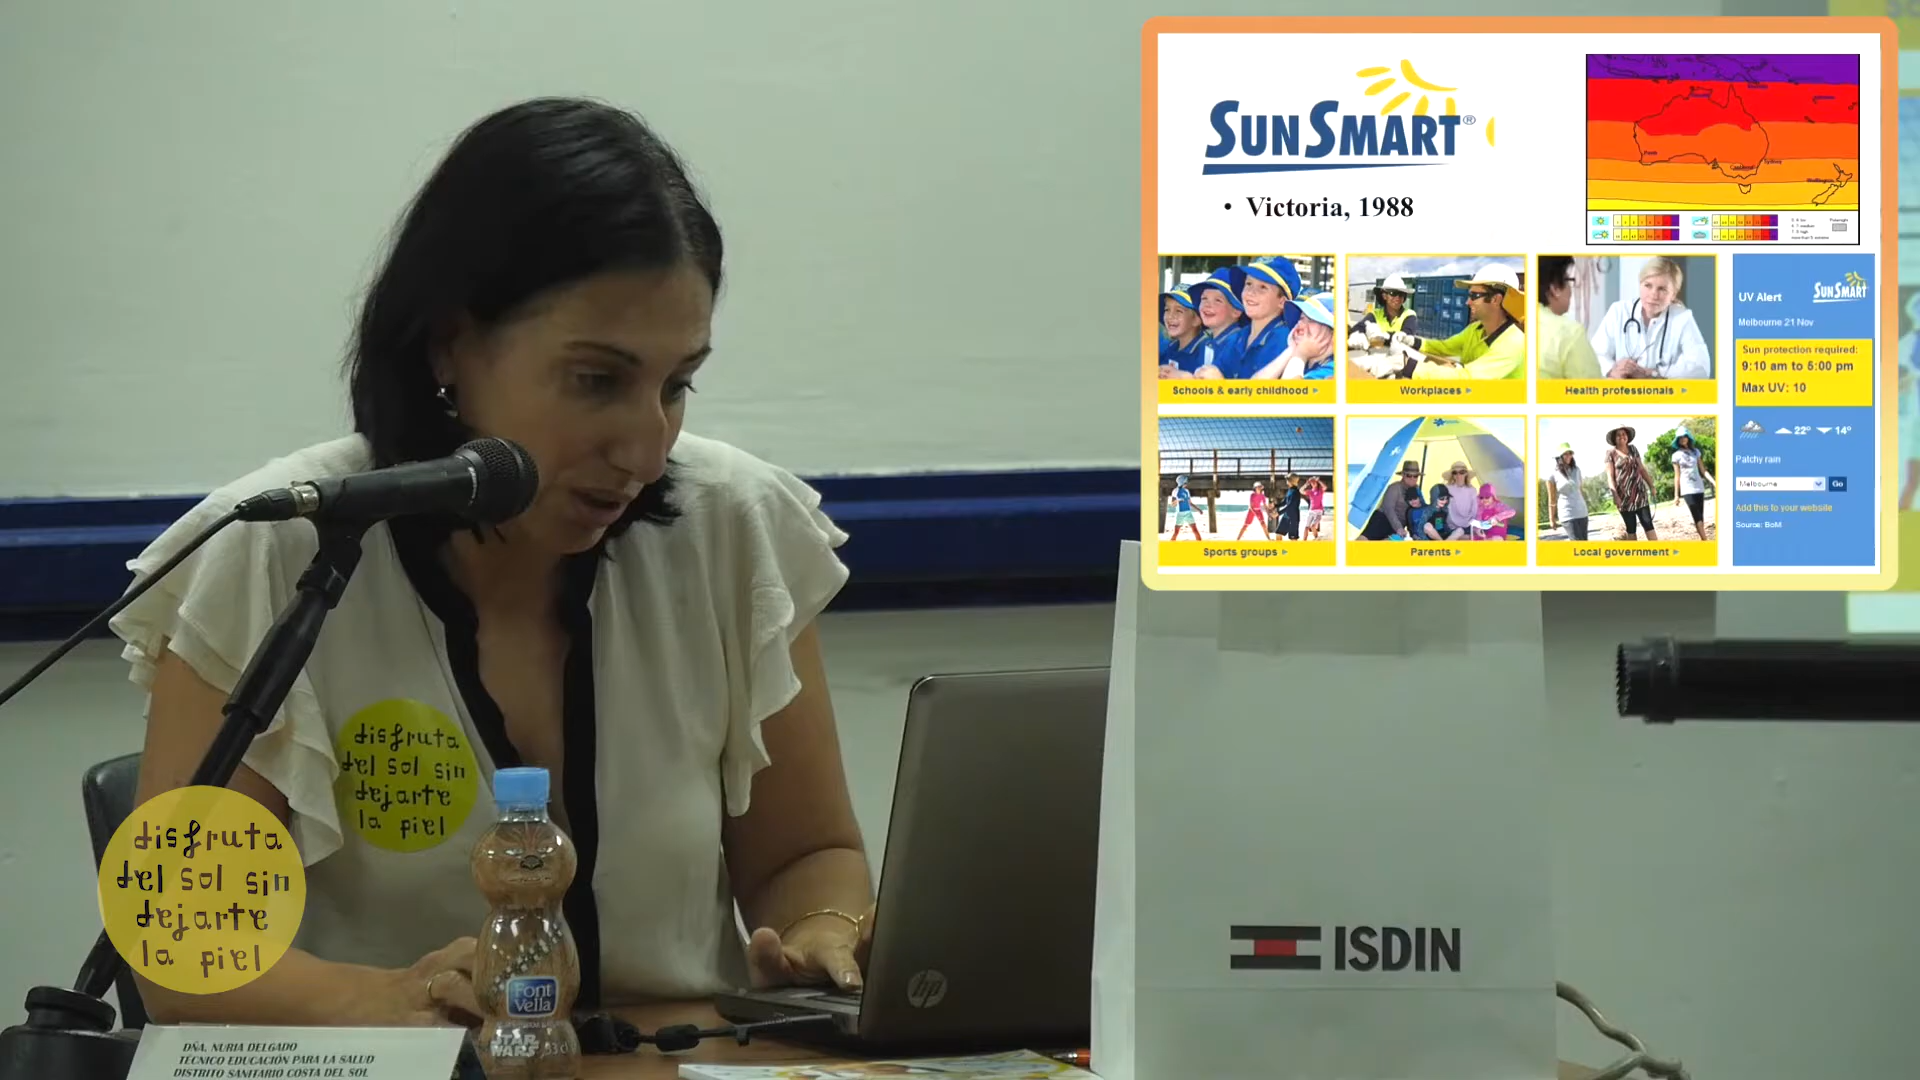 SUNSMART®
• Victoria, 1988
Schools & early childhood
Workplaces
Health professionals
Sports groups
Parents
Local government
UV Alert
SUNSMART
Melbourne 21 Nov
Sun protection required:
9:10 am to 5:00 pm
Max UV: 10
22° 14°
Patchy rain
Melbourne Go
Add this to your website
Source: BoM
disfruta
del sol sin
dejarte
la piel
disfruta
del sol sin
dejarte
la piel
Font
Vella
STAR
WARS 33cl
hp
ISDIN
DÑA. NURIA DELGADO
TÉCNICO EDUCACIÓN PARA LA SALUD
DISTRITO SANITARIO COSTA DEL SOL